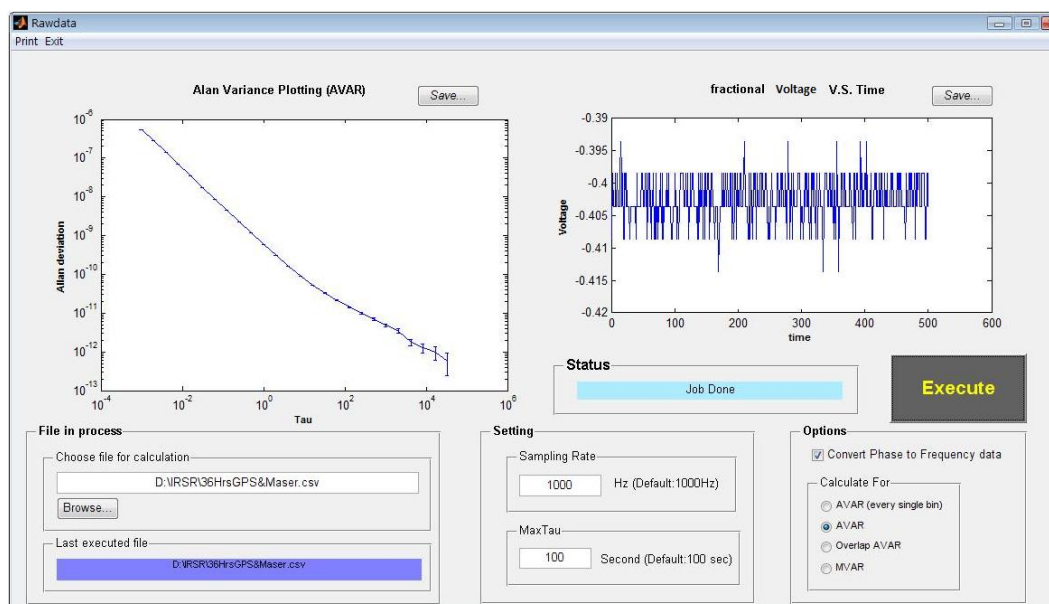 Rawdata
Print Exit
Alan Variance Plotting (AVAR)
Save...
10^-6
10^-7
10^-8
10^-9
10^-10
10^-11
10^-12
10^-13
Allan deviation
10^-4
10^-2
10^0
10^2
10^4
10^6
Tau
fractional Voltage V.S. Time
Save...
-0.39
-0.395
-0.4
-0.405
-0.41
-0.415
-0.42
Voltage
0
100
200
300
400
500
600
time
Status
Job Done
Execute
File in process
Choose file for calculation
D:\IRSR\36HrsGPS&Maser.csv
Browse...
Last executed file
D:\IRSR\36HrsGPS&Maser.csv
Setting
Sampling Rate
1000 Hz (Default:1000Hz)
MaxTau
100 Second (Default:100 sec)
Options
Convert Phase to Frequency data
Calculate For
AVAR (every single bin)
AVAR
Overlap AVAR
MVAR